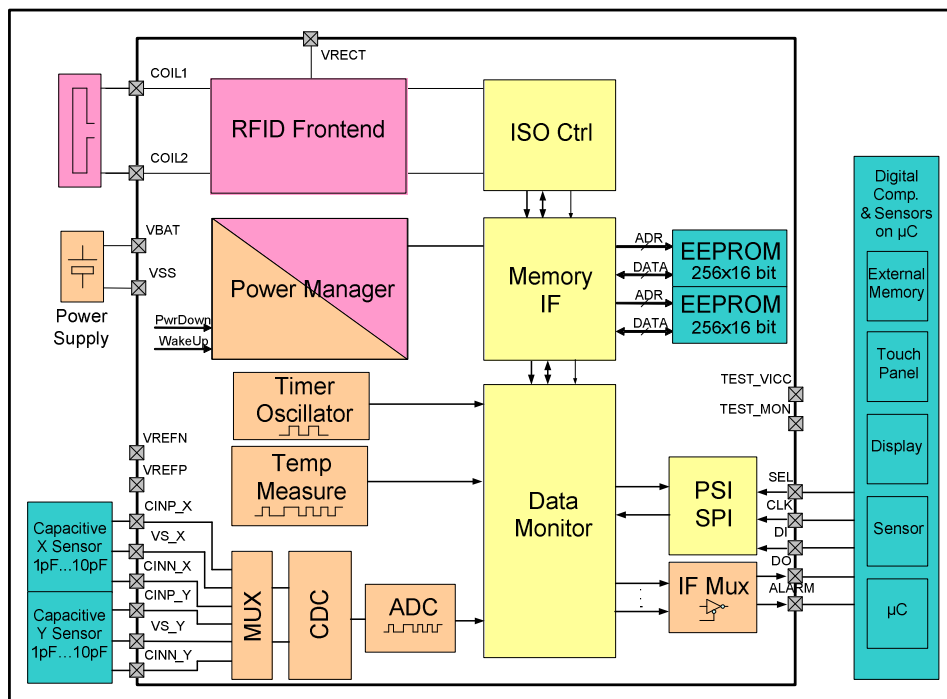 VRECT
COIL1
COIL2
RFID Frontend
ISO Ctrl
VBAT
VSS
Power
Supply
PwrDown
WakeUp
Power Manager
Memory
IF
ADR
DATA
ADR
DATA
EEPROM
256x16 bit
EEPROM
256x16 bit
Digital
Comp.
& Sensors
on µC
External
Memory
Touch
Panel
Display
Sensor
µC
TEST_VICC
TEST_MON
Timer
Oscillator
Temp
Measure
VREFN
VREFP
CINP_X
VS_X
CINN_X
CINP_Y
VS_Y
CINN_Y
Capacitive
X Sensor
1pF...10pF
Capacitive
Y Sensor
1pF...10pF
MUX
CDC
ADC
Data
Monitor
PSI
SPI
IF Mux
SEL
CLK
DI
DO
ALARM